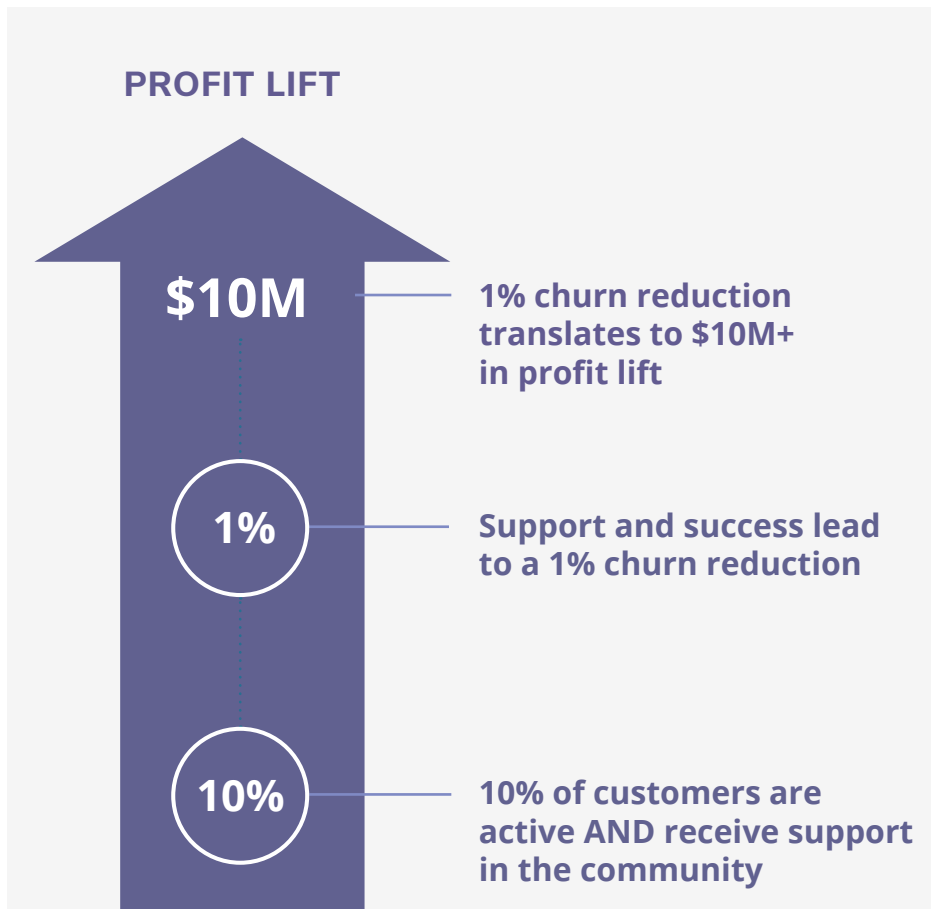 PROFIT LIFT
$10M
1% churn reduction
translates to $10M+
in profit lift
1%
Support and success lead
to a 1% churn reduction
10%
10% of customers are
active AND receive support
in the community